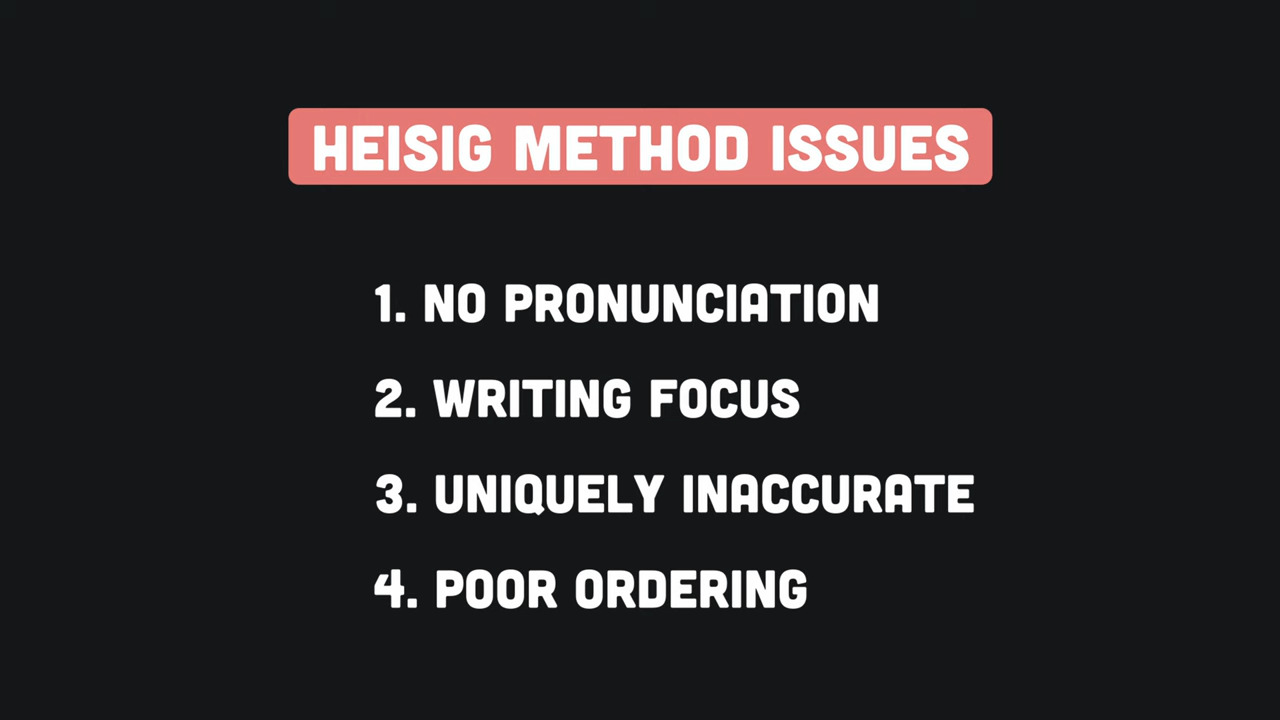 HEISIG METHOD ISSUES
1. NO PRONUNCIATION
2. WRITING FOCUS
3. UNIQUELY INACCURATE
4. POOR ORDERING